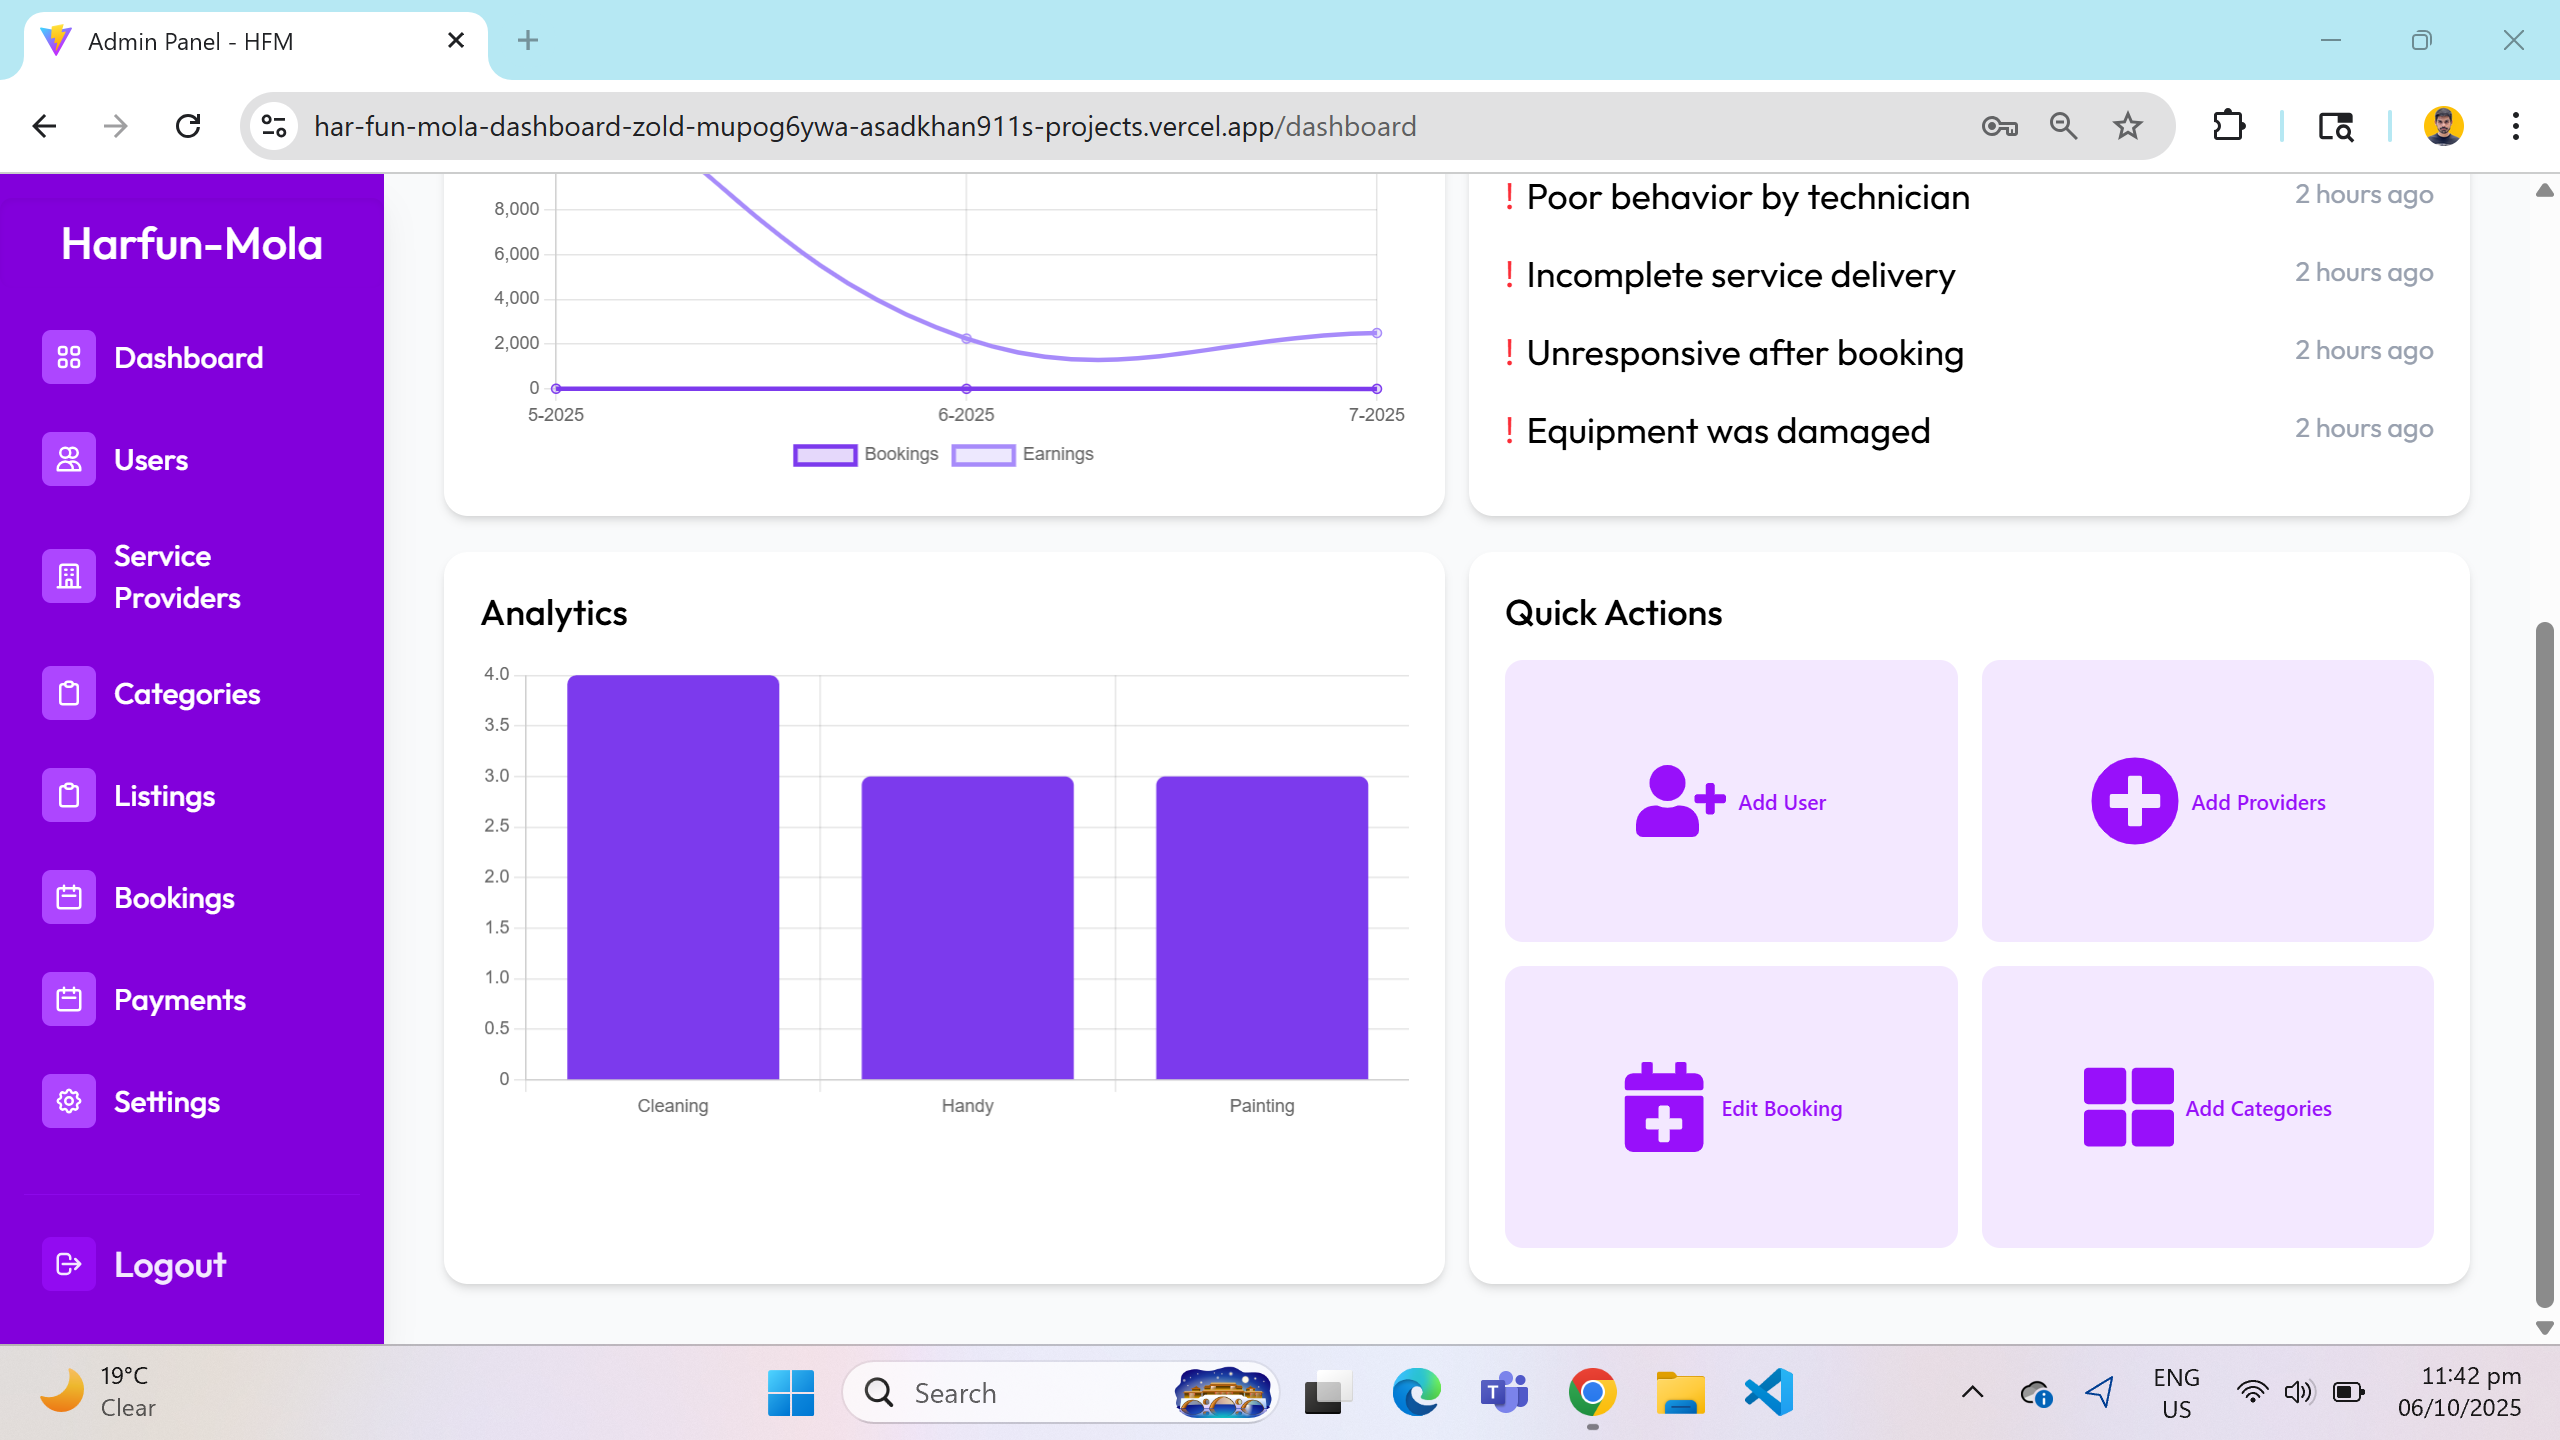 Admin Panel - HFM
har-fun-mola-dashboard-zold-mupog6ywa-asadkhan911s-projects.vercel.app/dashboard
Harfun-Mola
Dashboard
Users
Service
Providers
Categories
Listings
Bookings
Payments
Settings
Logout
8,000
6,000
4,000
2,000
0
5-2025 6-2025 7-2025
Bookings Earnings
! Poor behavior by technician 2 hours ago
! Incomplete service delivery 2 hours ago
! Unresponsive after booking 2 hours ago
! Equipment was damaged 2 hours ago
Analytics
4.0
3.5
3.0
2.5
2.0
1.5
1.0
0.5
0
Cleaning Handy Painting
Quick Actions
Add User
Add Providers
Edit Booking
Add Categories
19°C
Clear
Search
T
ENG
US
11:42 pm
06/10/2025